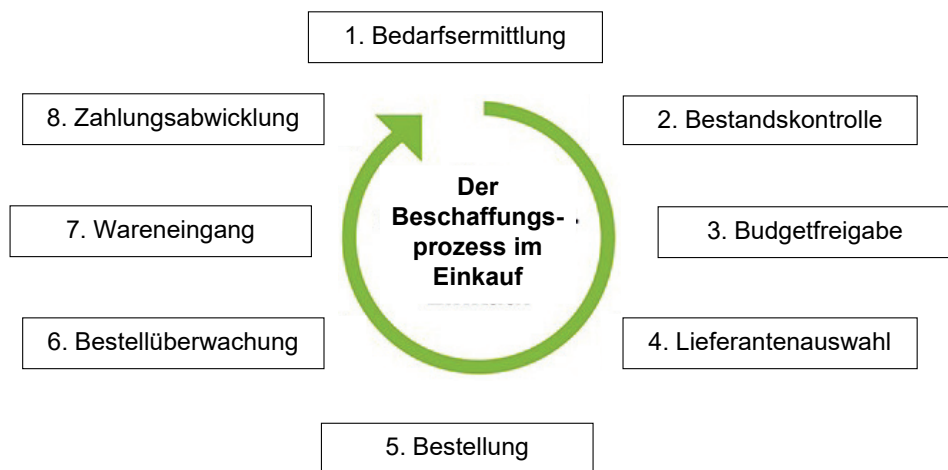 1. Bedarfsermittlung
8. Zahlungsabwicklung
2. Bestandskontrolle
Der
Beschaffungs-
prozess im
Einkauf
7. Wareneingang
3. Budgetfreigabe
6. Bestellüberwachung
4. Lieferantenauswahl
5. Bestellung